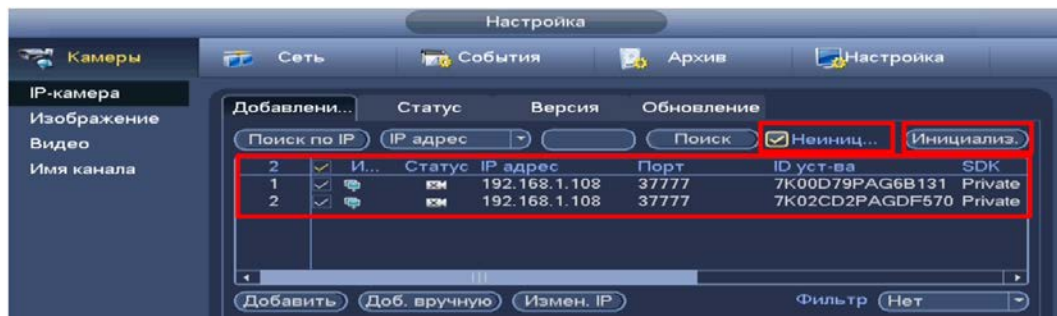 Настройка
Камеры Сеть События Архив Настройка
IP-камера
Изображение
Видео
Имя канала
Добавлени... Статус Версия Обновление
Поиск по IP IP адрес Поиск Неиниц... Инициализ.
2 И... Статус IP адрес Порт ID уст-ва SDK
1 192.168.1.108 37777 7K00D79PAG6B131 Private
2 192.168.1.108 37777 7K02CD2PAGDF570 Private
Добавить Доб. вручную Измен. IP Фильтр Нет